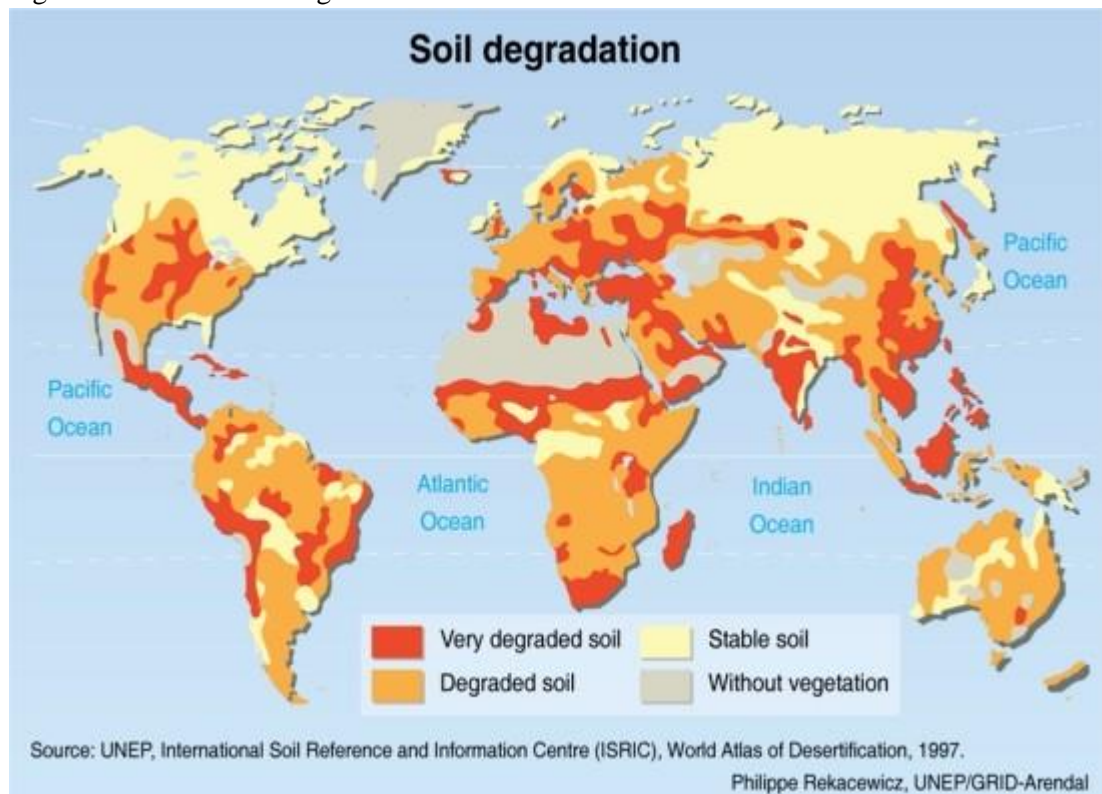 Soil degradation
Pacific
Ocean
Pacific
Ocean
Atlantic
Ocean
Indian
Ocean
Very degraded soil
Stable soil
Degraded soil
Without vegetation
Source: UNEP, International Soil Reference and Information Centre (ISRIC), World Atlas of Desertification, 1997.
Philippe Rekacewicz, UNEP/GRID-Arendal